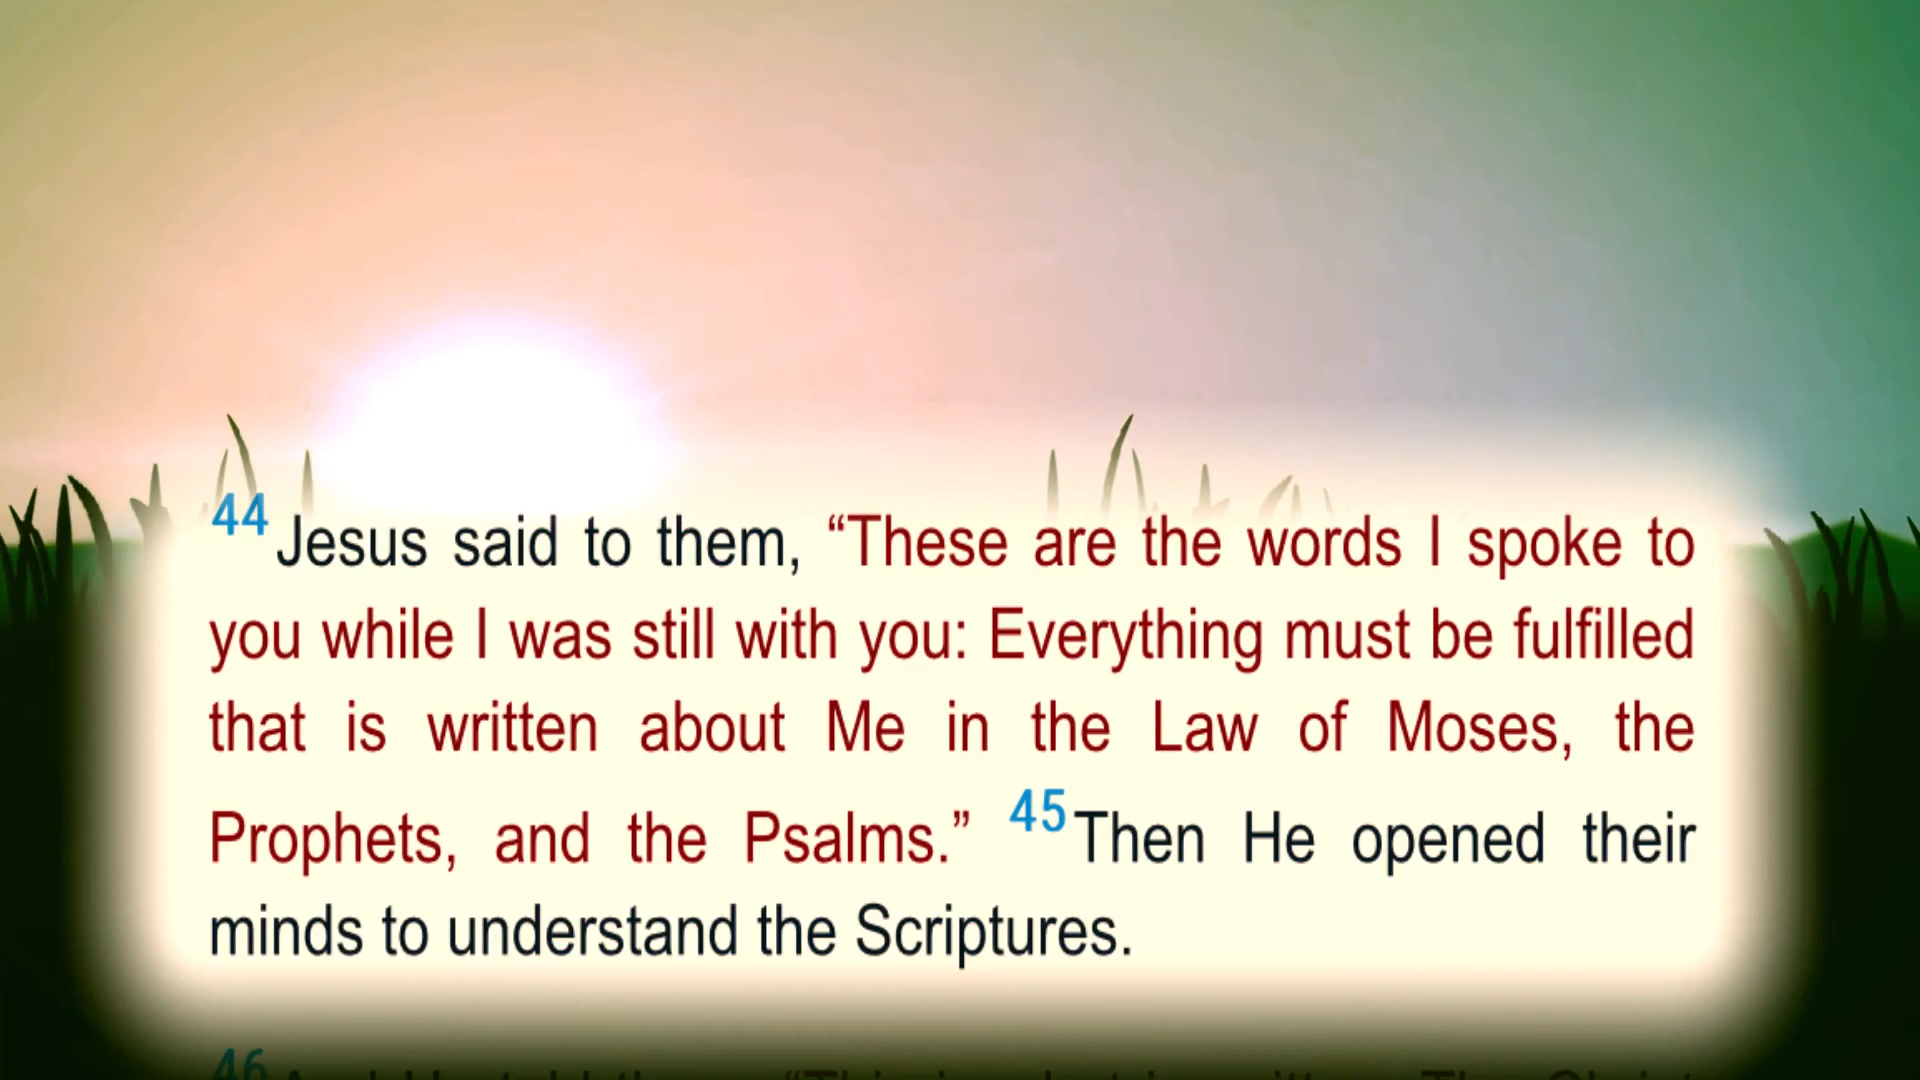 44 Jesus said to them, “These are the words I spoke to
you while I was still with you: Everything must be fulfilled
that is written about Me in the Law of Moses, the
Prophets, and the Psalms.” 45 Then He opened their
minds to understand the Scriptures.
46